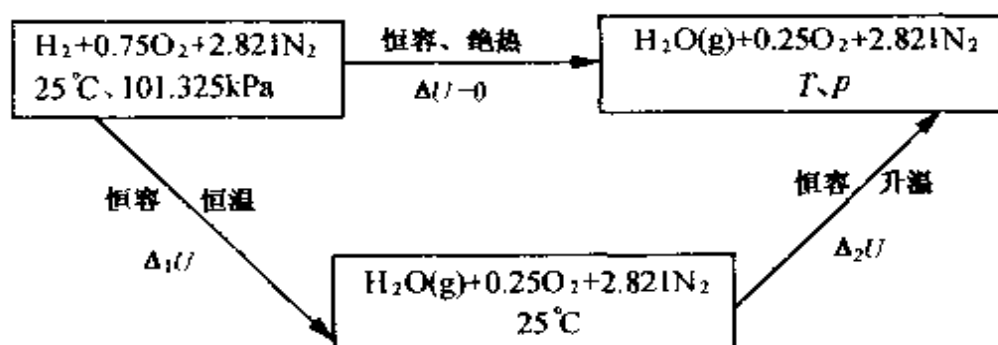 H₂+0.75O₂+2.821N₂
25℃、101.325kPa
恒容、绝热
ΔU=0
H₂O(g)+0.25O₂+2.821N₂
T、p
恒容 恒温
Δ₁U
恒容 升温
Δ₂U
H₂O(g)+0.25O₂+2.821N₂
25℃